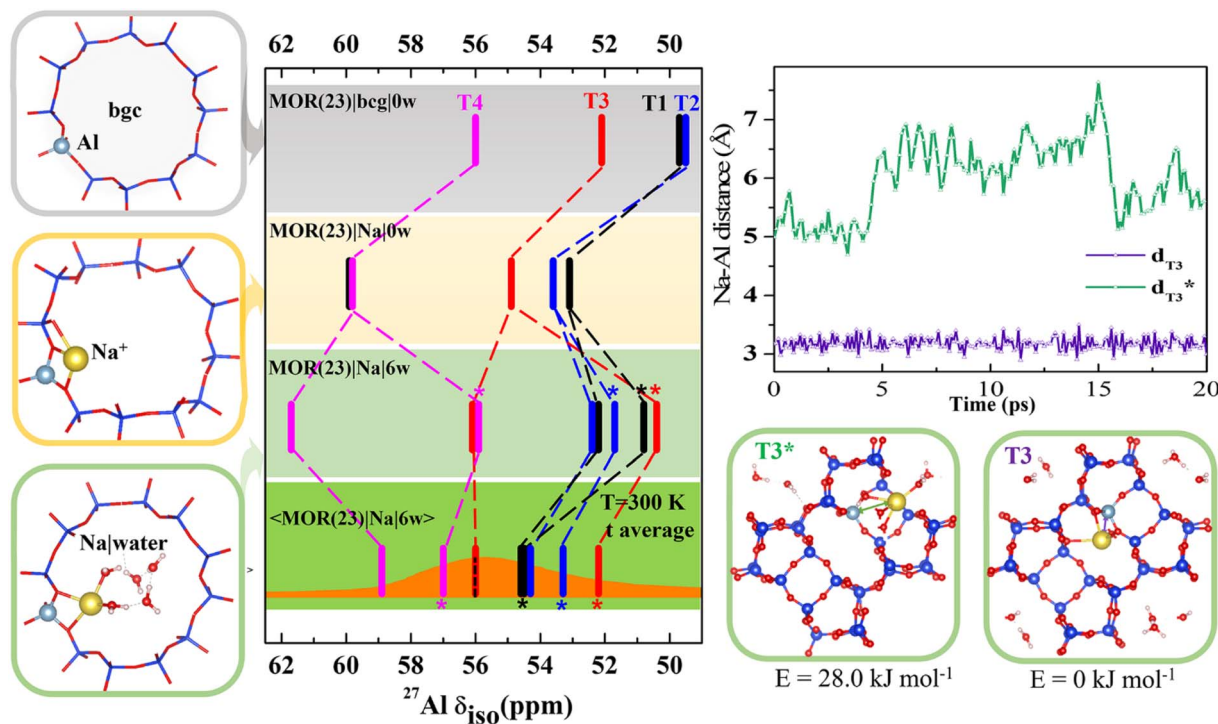 bgc
Al
Na+
Na|water
62 60 58 56 54 52 50
MOR(23)|bcg|0w
T4 T3 T1 T2
MOR(23)|Na|0w
MOR(23)|Na|6w
* * * *
T=300 K
<MOR(23)|Na|6w>
t average
* * * *
62 60 58 56 54 52 50
27Al δiso(ppm)
Na-Al distance (Å)
7
6
5
4
3
dT3
dT3*
0 5 10 15 20
Time (ps)
T3*
T3
E = 28.0 kJ mol-1
E = 0 kJ mol-1